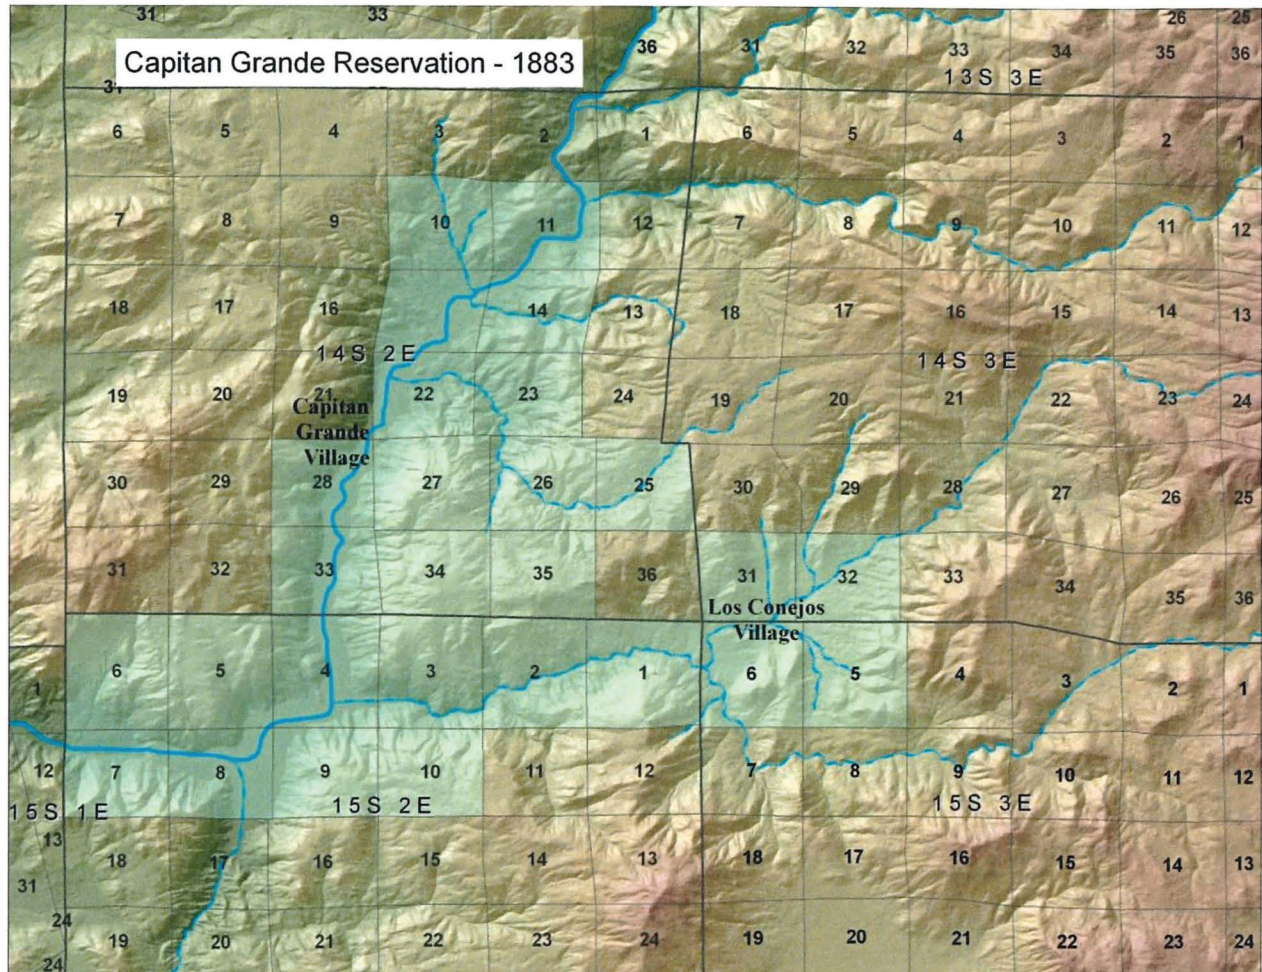 31 33 36 31 32 33 34 35 26 25
36
Capitan Grande Reservation - 1883
13S 3E
31
6 5 4 3 2 1 6 5 4 3 2 1
7 8 9 10 11 12 7 8 9 10 11 12
18 17 16 14 13 18 17 16 15 14 13
14S 2E 14S 3E
19 20 21 22 23 24 19 20 21 22 23 24
Capitan
Grande
Village
30 29 28 27 26 25 30 29 28 27 26 25
31 32 33 34 35 36 31 32 33 34 35 36
Los Conejos
Village
1 6 5 4 3 2 1 6 5 4 3 2 1
12 7 8 9 10 11 12 7 8 9 10 11 12
15S 1E 15S 2E 15S 3E
13 18 17 16 15 14 13 18 17 16 15 14 13
31
24 19 20 21 22 23 24 19 20 21 22 23 24
24